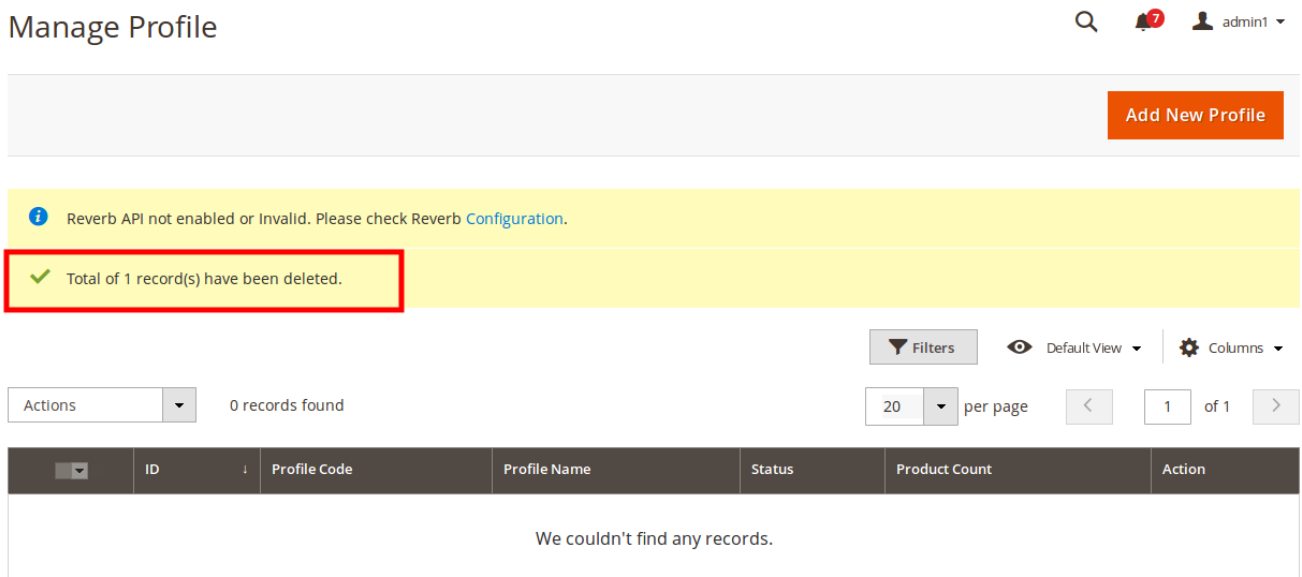 Manage Profile
7
admin1
Add New Profile
Reverb API not enabled or Invalid. Please check Reverb Configuration.
Total of 1 record(s) have been deleted.
Filters Default View Columns
Actions 0 records found 20 per page 1 of 1
ID ↓ Profile Code Profile Name Status Product Count Action
We couldn't find any records.